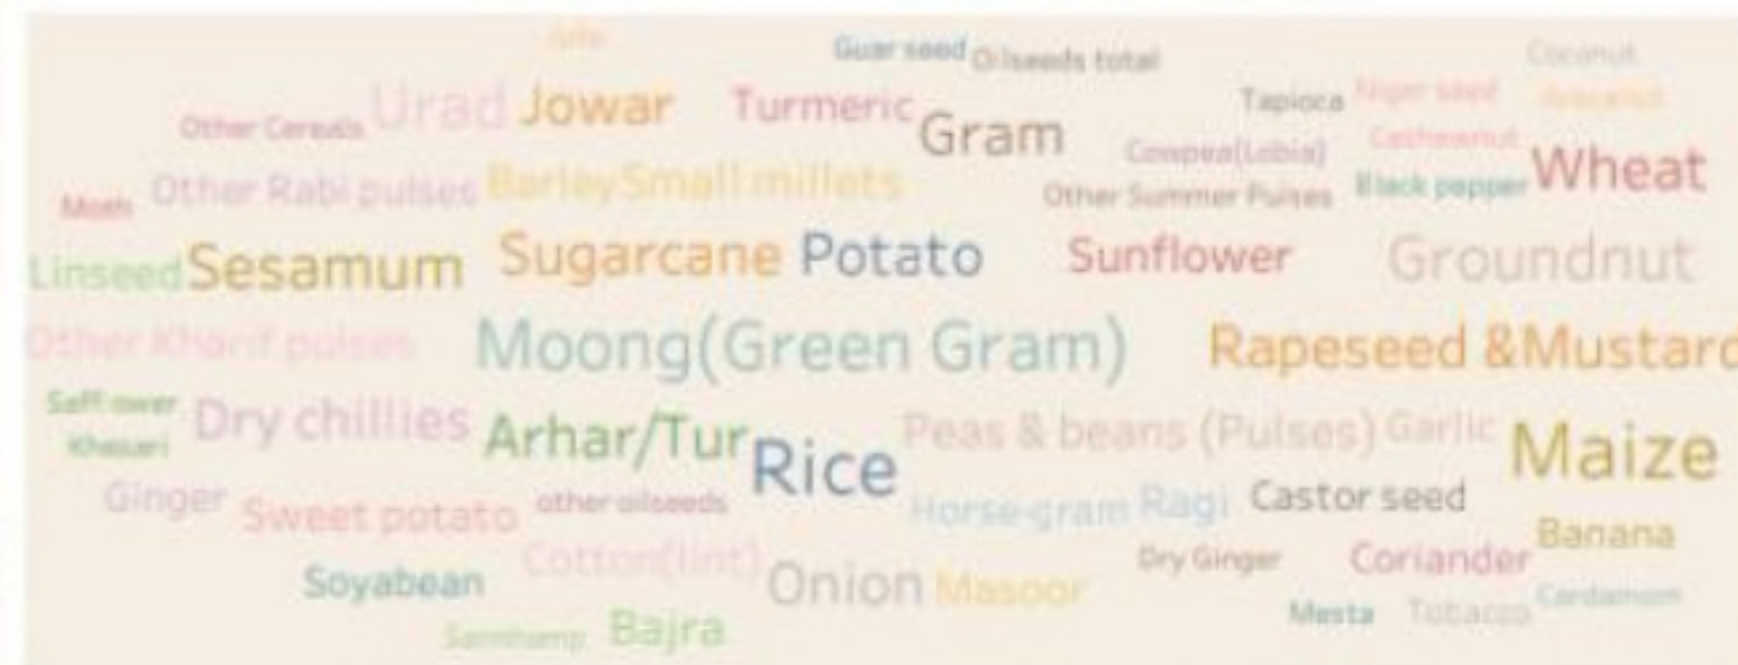 Jute
Guar seed Oilseeds total Coconut
Urad Jowar Turmeric Tapioca Niger seed Arecanut
Other Cereals Gram Cowpea(Lobia) Cashewnut Wheat
Moth Other Rabi pulses Barley Small millets Other Summer Pulses Black pepper
Linseed Sesamum Sugarcane Potato Sunflower Groundnut
Other Kharif pulses Moong(Green Gram) Rapeseed &Mustard
Safflower Dry chillies Arhar/Tur Peas & beans (Pulses) Garlic Maize
Khesari Rice
Ginger Sweet potato other oilseeds Horse-gram Ragi Castor seed
Soyabean Cotton(lint) Onion Masoor Dry Ginger Coriander Banana
Sannhamp Bajra Mesta Tobacco Cardamom